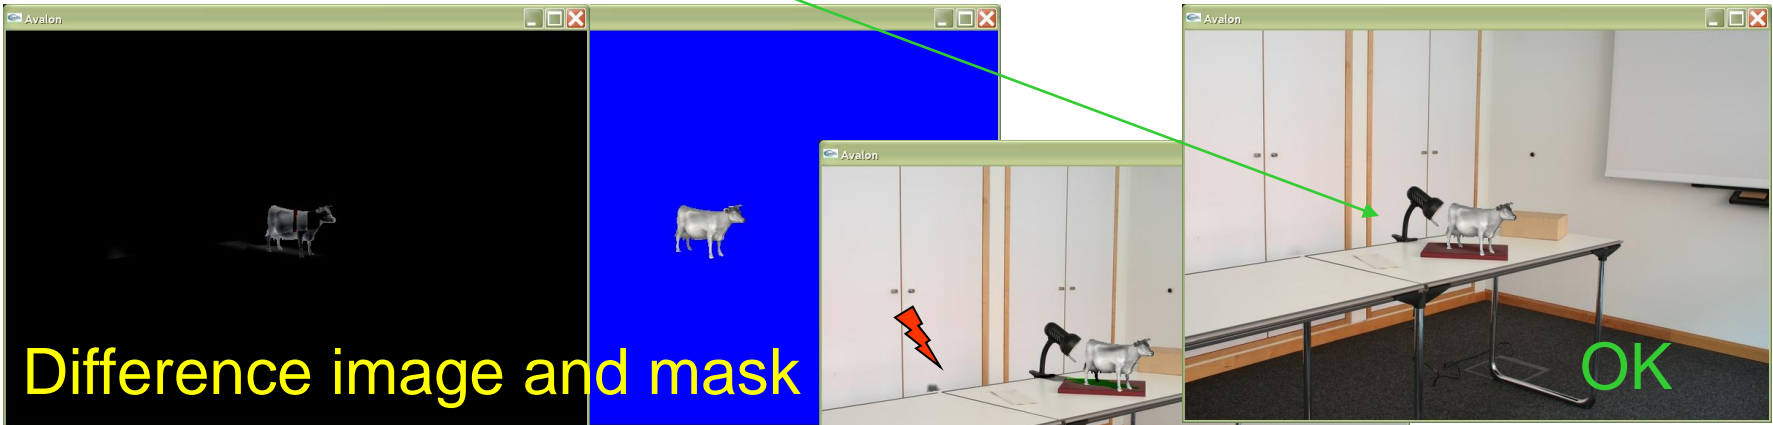 Avalon
Avalon
Avalon
Difference image and mask
OK